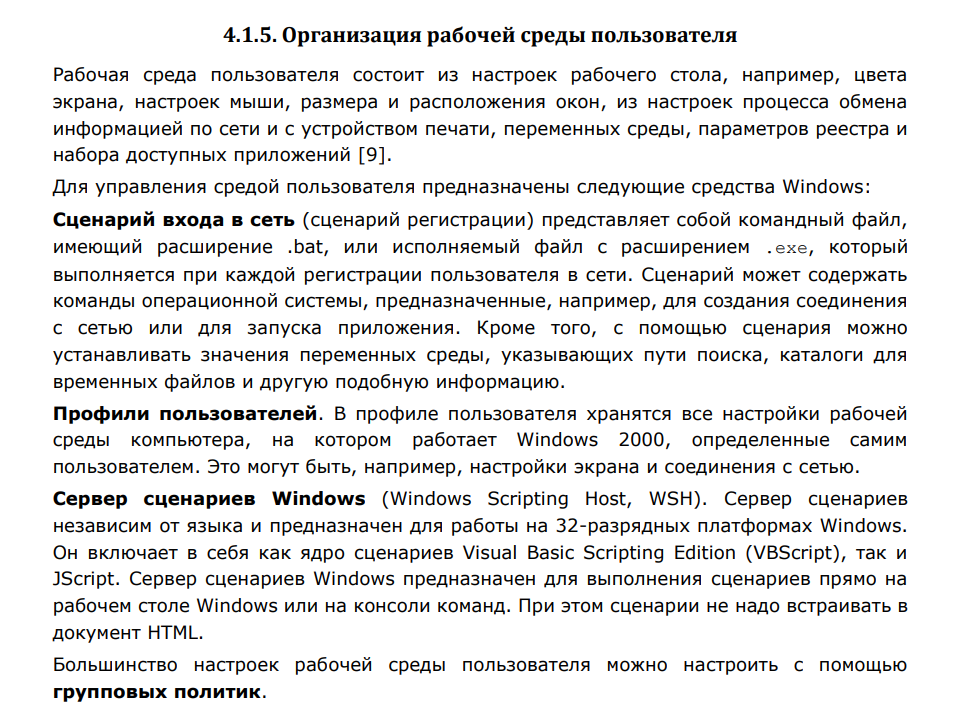 4.1.5. Организация рабочей среды пользователя
Рабочая среда пользователя состоит из настроек рабочего стола, например, цвета
экрана, настроек мыши, размера и расположения окон, из настроек процесса обмена
информацией по сети и с устройством печати, переменных среды, параметров реестра и
набора доступных приложений [9].
Для управления средой пользователя предназначены следующие средства Windows:
Сценарий входа в сеть (сценарий регистрации) представляет собой командный файл,
имеющий расширение .bat, или исполняемый файл с расширением .exe, который
выполняется при каждой регистрации пользователя в сети. Сценарий может содержать
команды операционной системы, предназначенные, например, для создания соединения
с сетью или для запуска приложения. Кроме того, с помощью сценария можно
устанавливать значения переменных среды, указывающих пути поиска, каталоги для
временных файлов и другую подобную информацию.
Профили пользователей. В профиле пользователя хранятся все настройки рабочей
среды компьютера, на котором работает Windows 2000, определенные самим
пользователем. Это могут быть, например, настройки экрана и соединения с сетью.
Сервер сценариев Windows (Windows Scripting Host, WSH). Сервер сценариев
независим от языка и предназначен для работы на 32-разрядных платформах Windows.
Он включает в себя как ядро сценариев Visual Basic Scripting Edition (VBScript), так и
JScript. Сервер сценариев Windows предназначен для выполнения сценариев прямо на
рабочем столе Windows или на консоли команд. При этом сценарии не надо встраивать в
документ HTML.
Большинство настроек рабочей среды пользователя можно настроить с помощью
групповых политик.